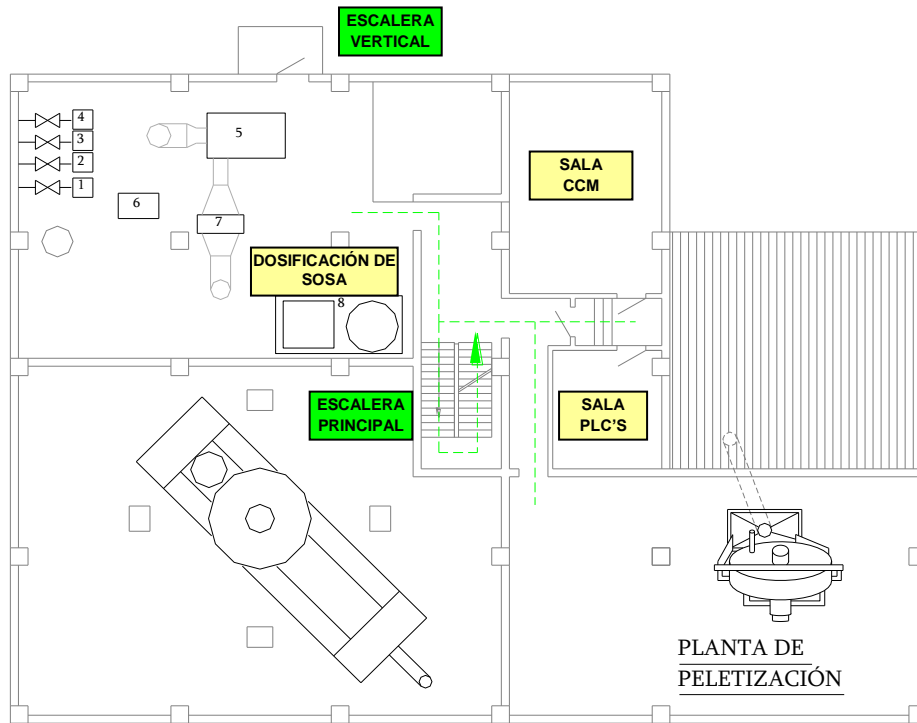 ESCALERA
VERTICAL
4
3
2
1
5
6
7
SALA
CCM
DOSIFICACIÓN DE
SOSA
8
ESCALERA
PRINCIPAL
SALA
PLC'S
PLANTA DE
PELETIZACIÓN